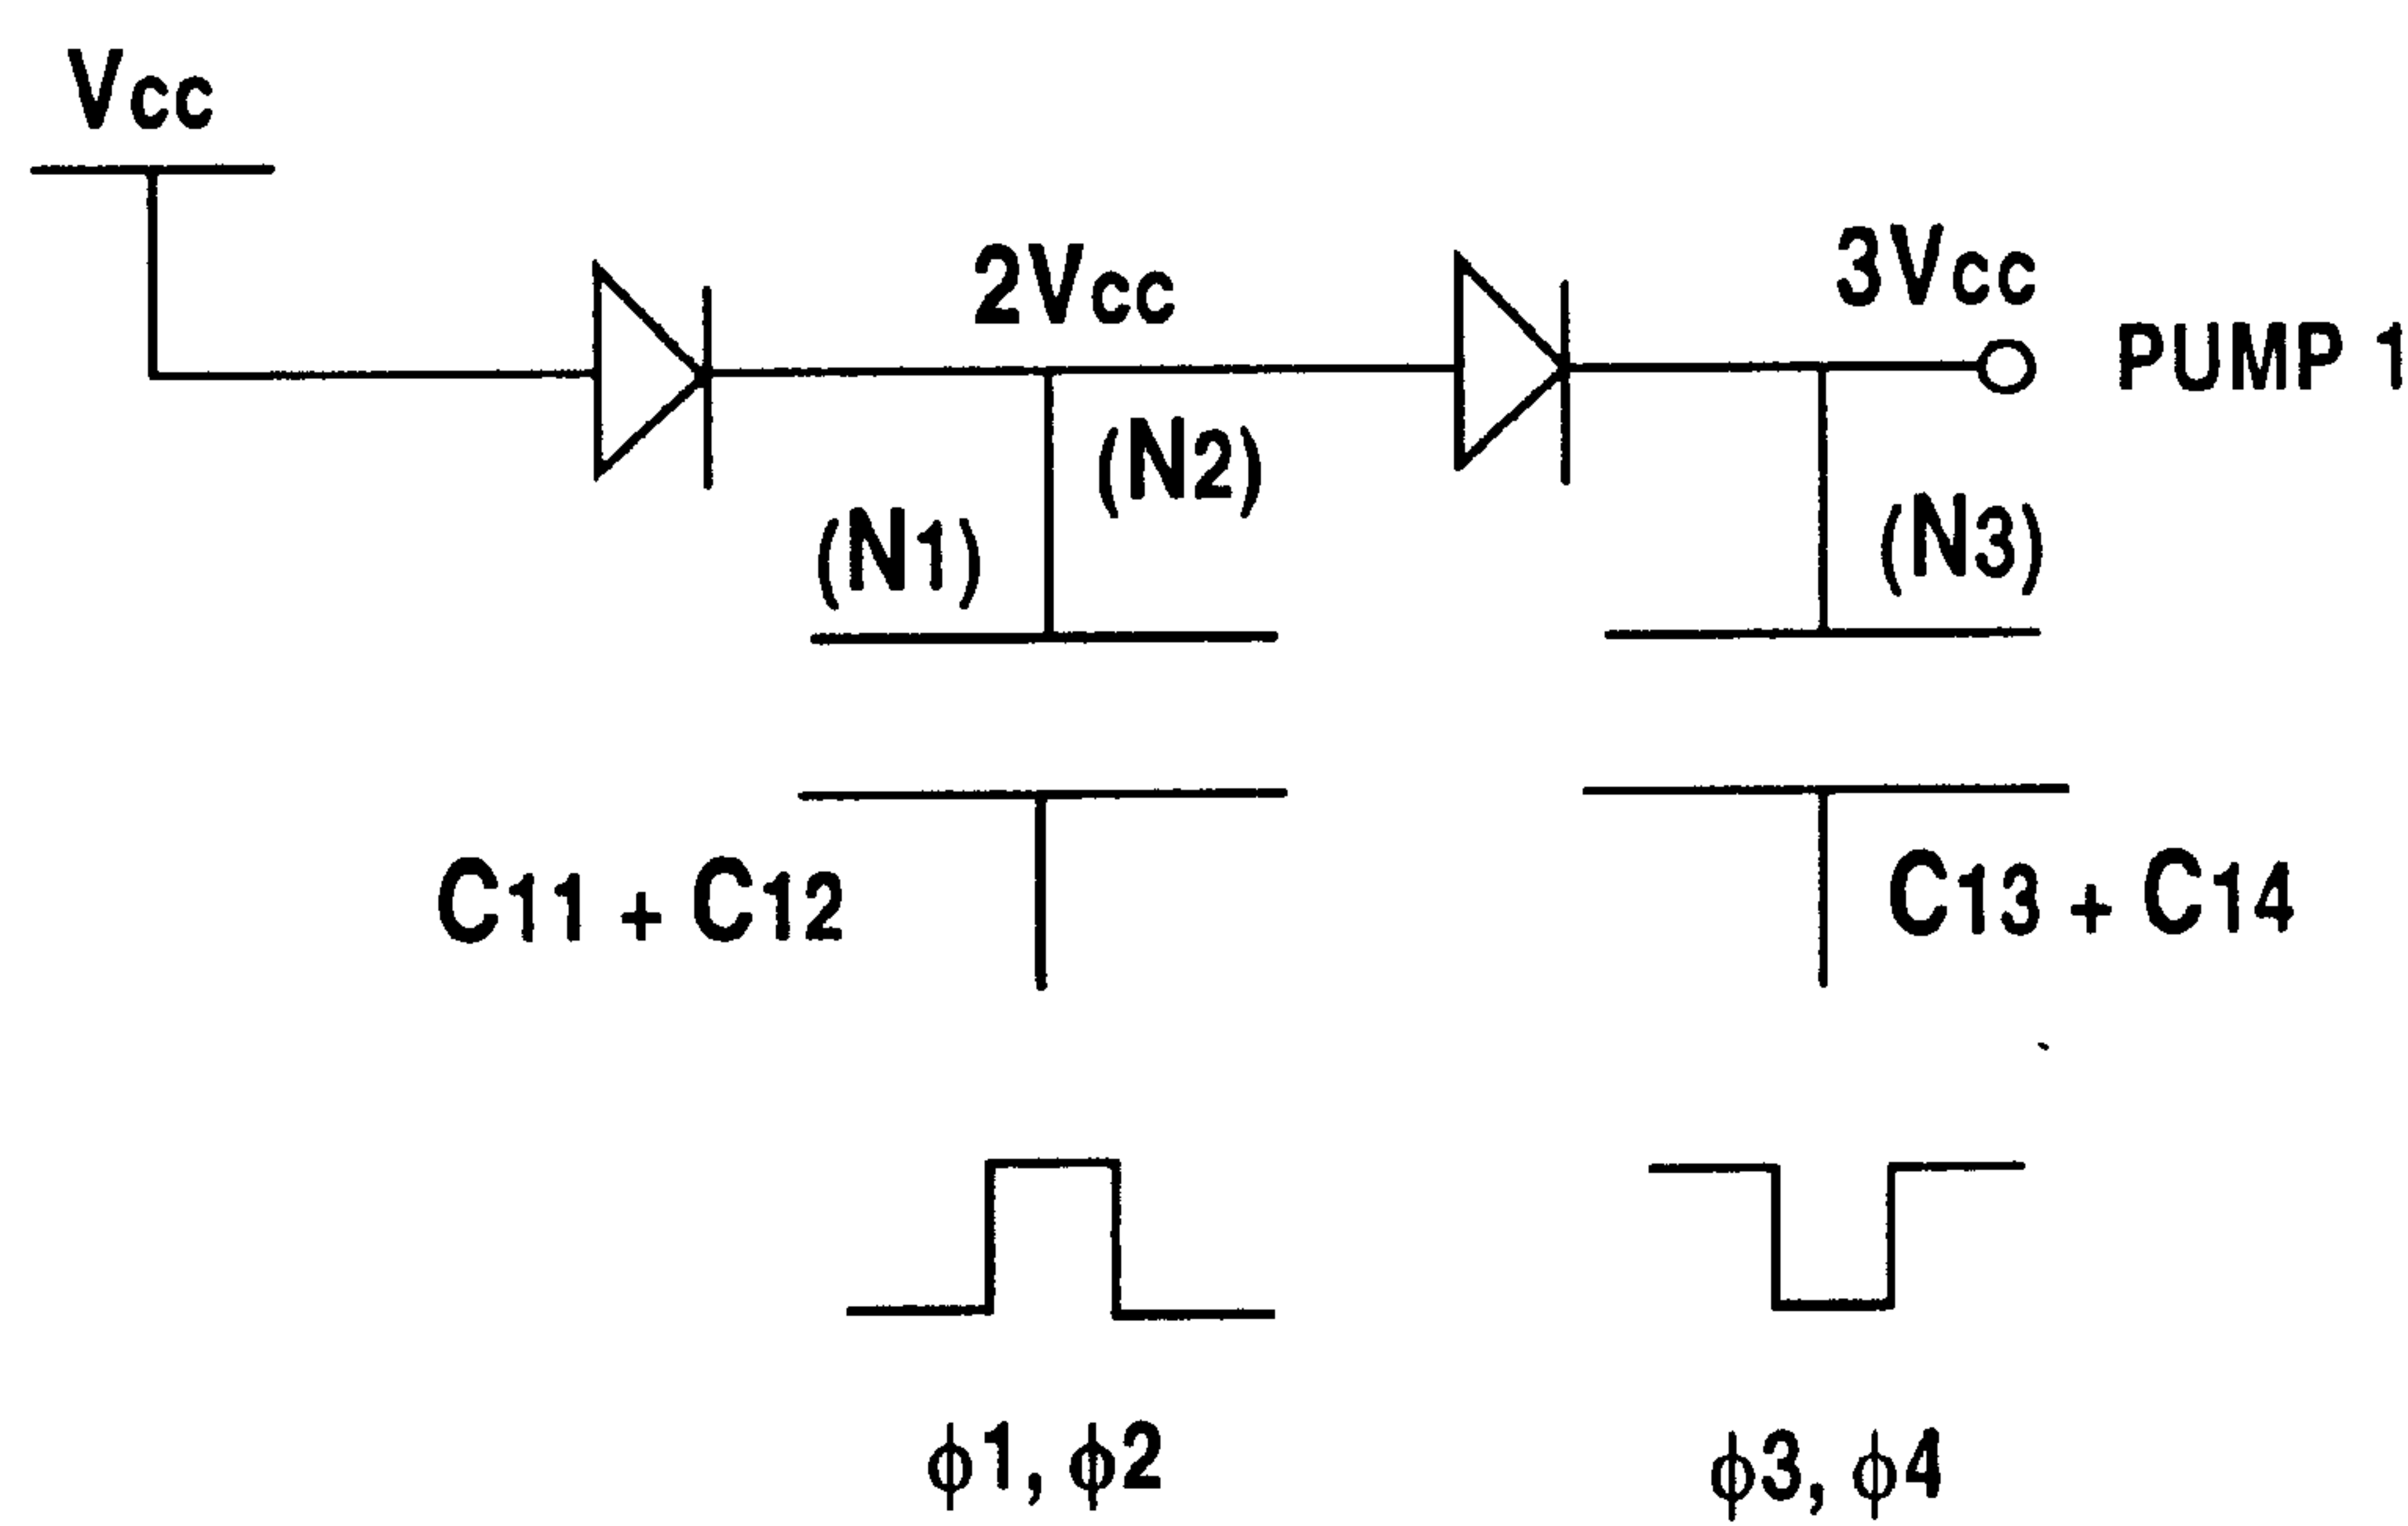 Vcc
2Vcc
3Vcc
PUMP 1
(N2)
(N1)
(N3)
C11 + C12
C13 + C14
ϕ1, ϕ2
ϕ3, ϕ4